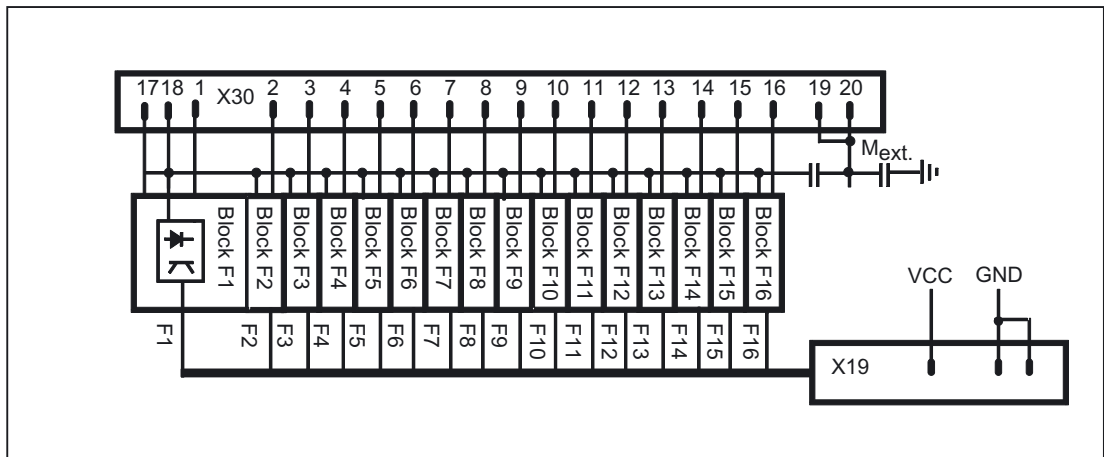 17 18 1 X30 2 3 4 5 6 7 8 9 10 11 12 13 14 15 16 19 20
Mext.
Block F1 Block F2 Block F3 Block F4 Block F5 Block F6 Block F7 Block F8 Block F9 Block F10 Block F11 Block F12 Block F13 Block F14 Block F15 Block F16
VCC GND
F1 F2 F3 F4 F5 F6 F7 F8 F9 F10 F11 F12 F13 F14 F15 F16
X19